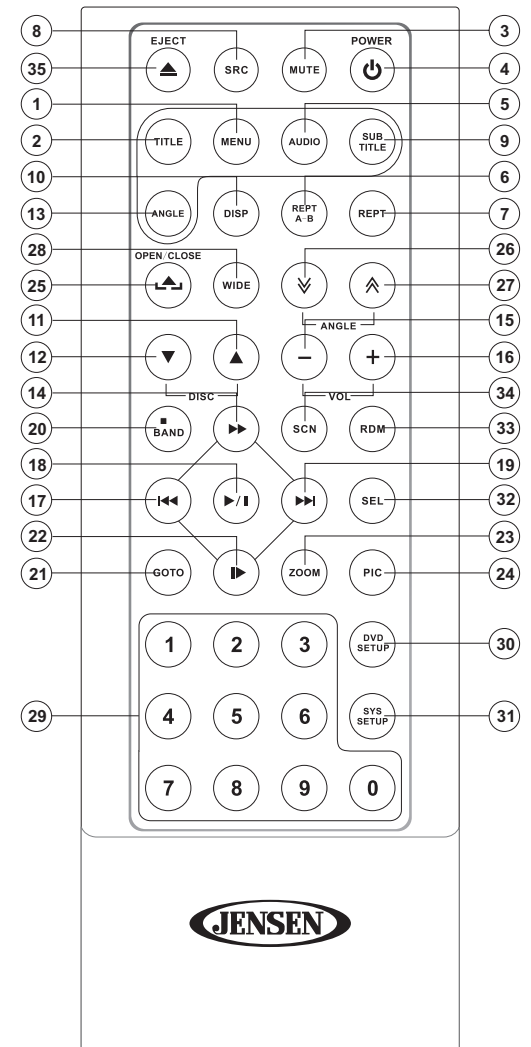 8 3
EJECT POWER
35 SRC MUTE 4
1 5
2 TITLE MENU AUDIO SUB TITLE 9
10 6
13 ANGLE DISP REPT A-B REPT 7
28 OPEN/CLOSE 26
25 WIDE 27
11 ANGLE 15
12 − + 16
14 DISC VOL 34
20 BAND SCN RDM 33
18 19
17 SEL 32
22 23
21 GOTO ZOOM PIC 24
1 2 3 DVD SETUP 30
29 4 5 6 SYS SETUP 31
7 8 9 0
JENSEN